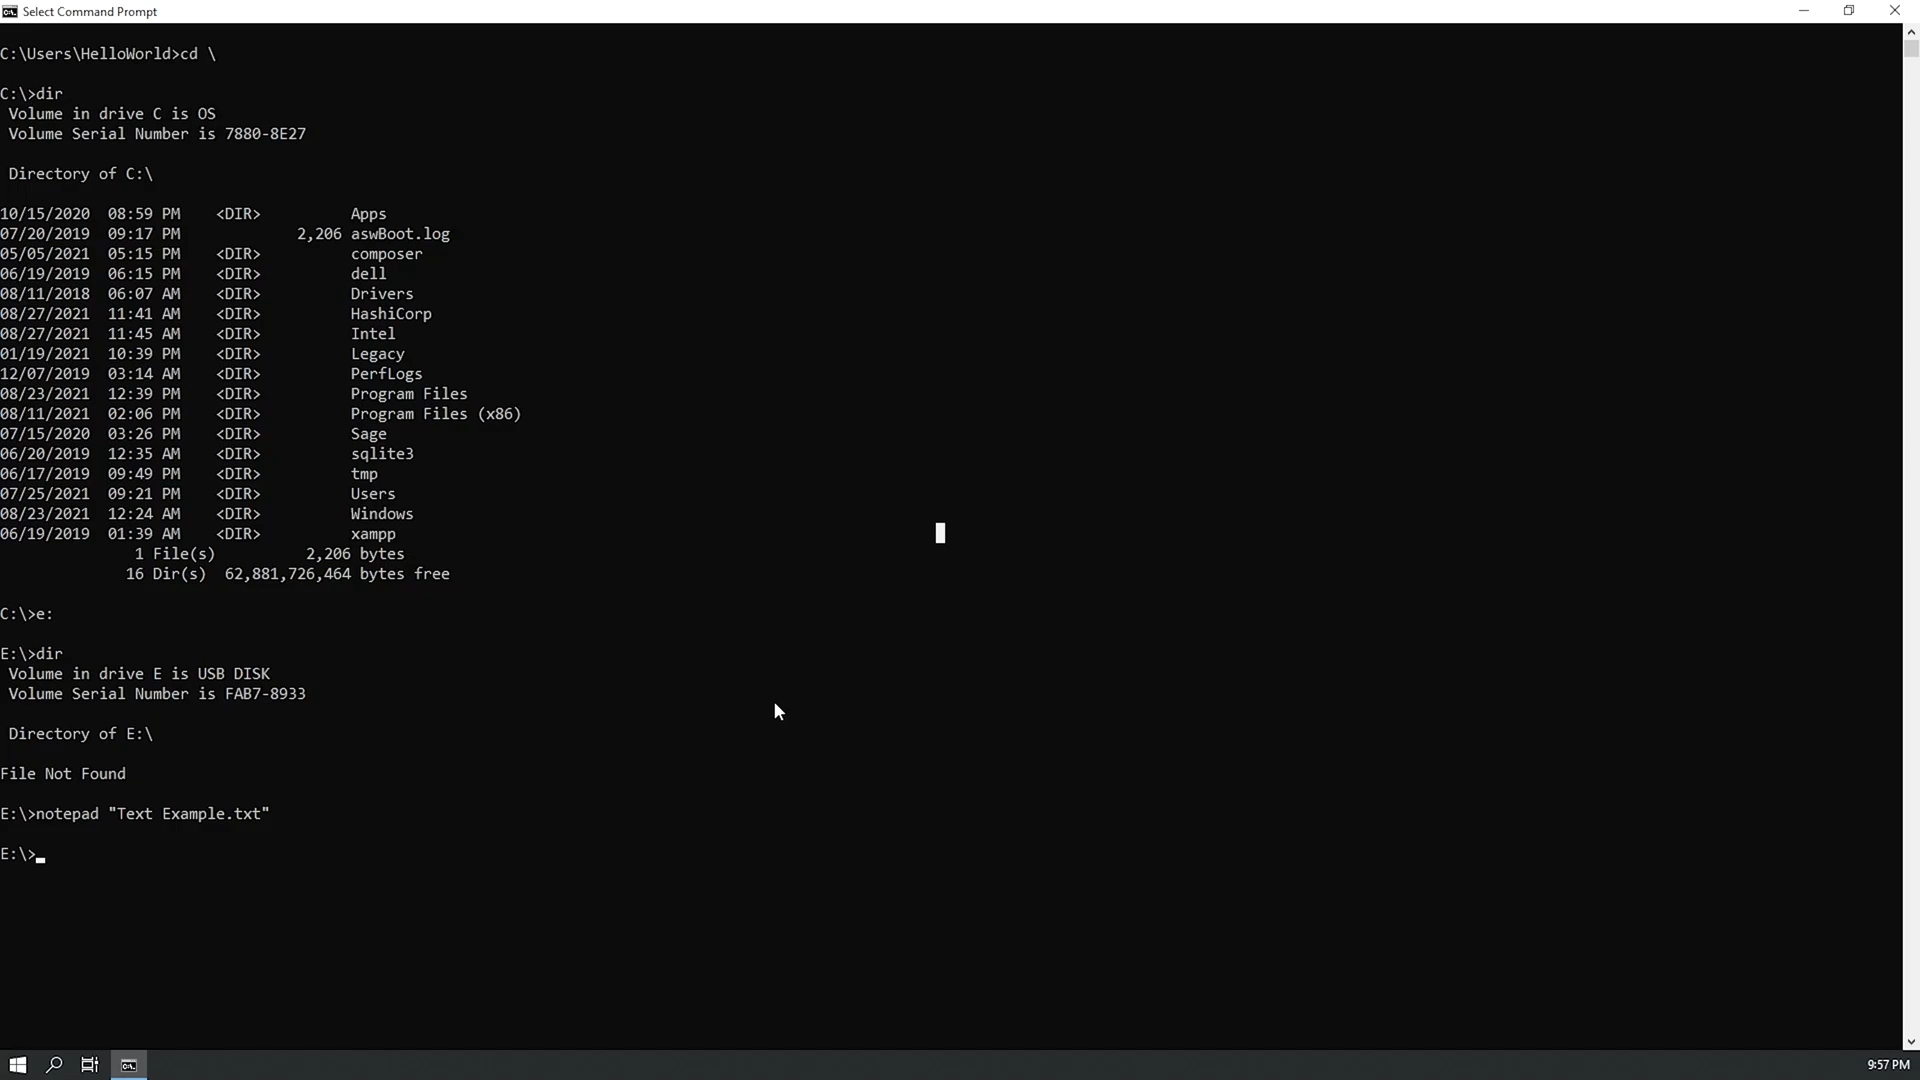 Select Command Prompt
C:\Users\HelloWorld>cd \
C:\>dir
Volume in drive C is OS
Volume Serial Number is 7880-8E27
Directory of C:\
10/15/2020  08:59 PM    <DIR>          Apps
07/20/2019  09:17 PM             2,206 aswBoot.log
05/05/2021  05:15 PM    <DIR>          composer
06/19/2019  06:15 PM    <DIR>          dell
08/11/2018  06:07 AM    <DIR>          Drivers
08/27/2021  11:41 AM    <DIR>          HashiCorp
08/27/2021  11:45 AM    <DIR>          Intel
01/19/2021  10:39 PM    <DIR>          Legacy
12/07/2019  03:14 AM    <DIR>          PerfLogs
08/23/2021  12:39 PM    <DIR>          Program Files
08/11/2021  02:06 PM    <DIR>          Program Files (x86)
07/15/2020  03:26 PM    <DIR>          Sage
06/20/2019  12:35 AM    <DIR>          sqlite3
06/17/2019  09:49 PM    <DIR>          tmp
07/25/2021  09:21 PM    <DIR>          Users
08/23/2021  12:24 AM    <DIR>          Windows
06/19/2019  01:39 AM    <DIR>          xampp
1 File(s)          2,206 bytes
16 Dir(s)  62,881,726,464 bytes free
C:\>e:
E:\>dir
Volume in drive E is USB DISK
Volume Serial Number is FAB7-8933
Directory of E:\
File Not Found
E:\>notepad "Text Example.txt"
E:\>
9:57 PM